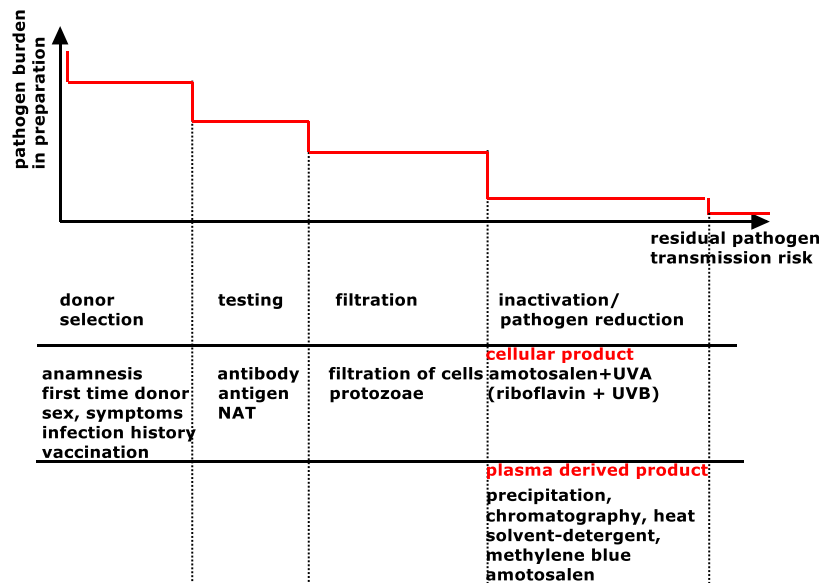 pathogen burden
in preparation
residual pathogen
transmission risk
donor
selection
testing
filtration
inactivation/
pathogen reduction
anamnesis
first time donor
sex, symptoms
infection history
vaccination
antibody
antigen
NAT
filtration of cells
protozoae
cellular product
amotosalen+UVA
(riboflavin + UVB)
plasma derived product
precipitation,
chromatography, heat
solvent-detergent,
methylene blue
amotosalen